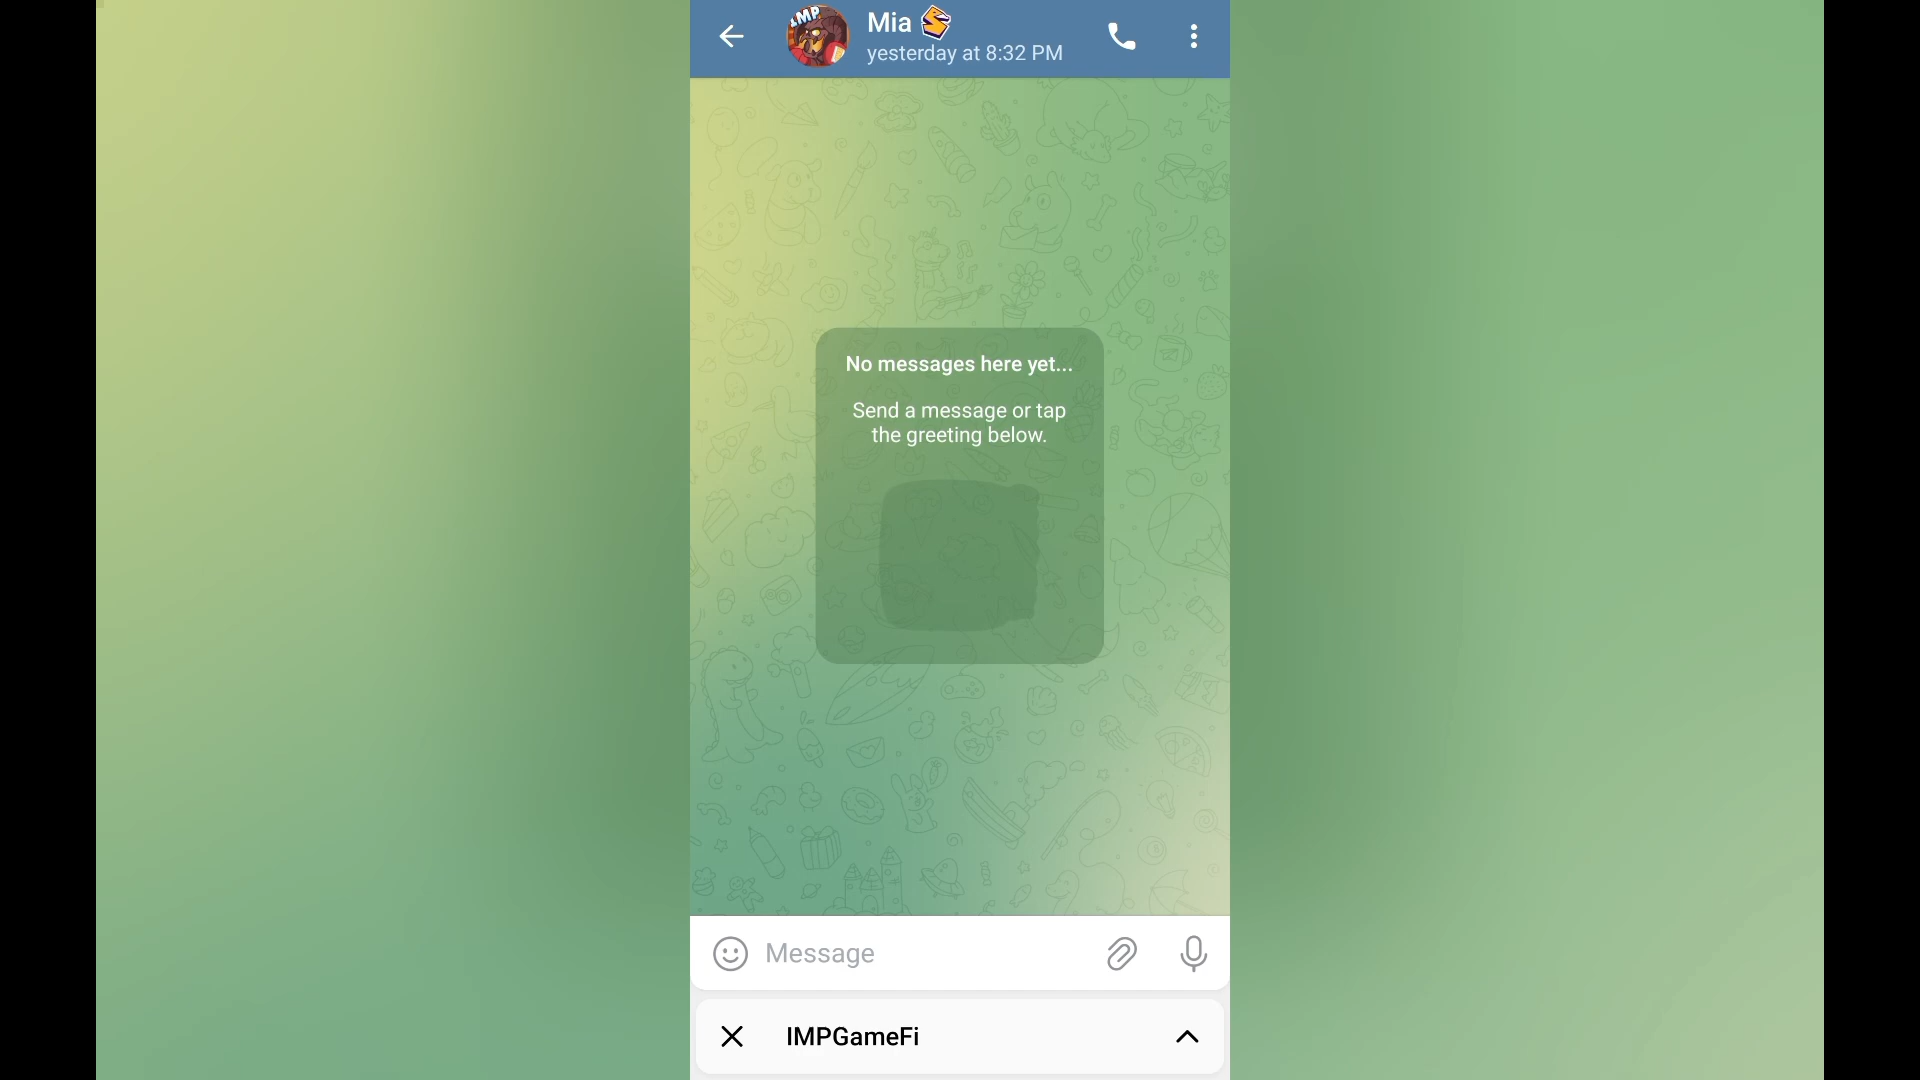 IMP
Mia
yesterday at 8:32 PM
No messages here yet...
Send a message or tap
the greeting below.
Message
IMPGameFi